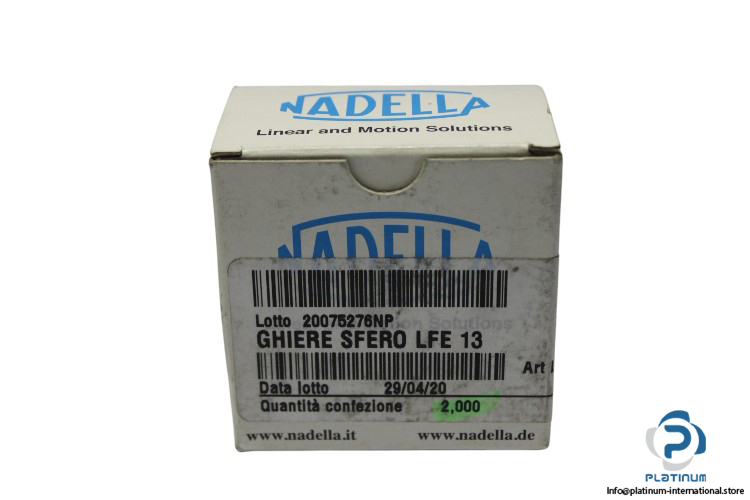 NADELLA
Linear and Motion Solutions
NADELLA
Lotto 20075276NP
GHIERE SFERO LFE 13
Art
Data lotto 29/04/20
Quantità confezione 2,000
www.nadella.it www.nadella.de
PLATINUM
Info@platinum-international.store